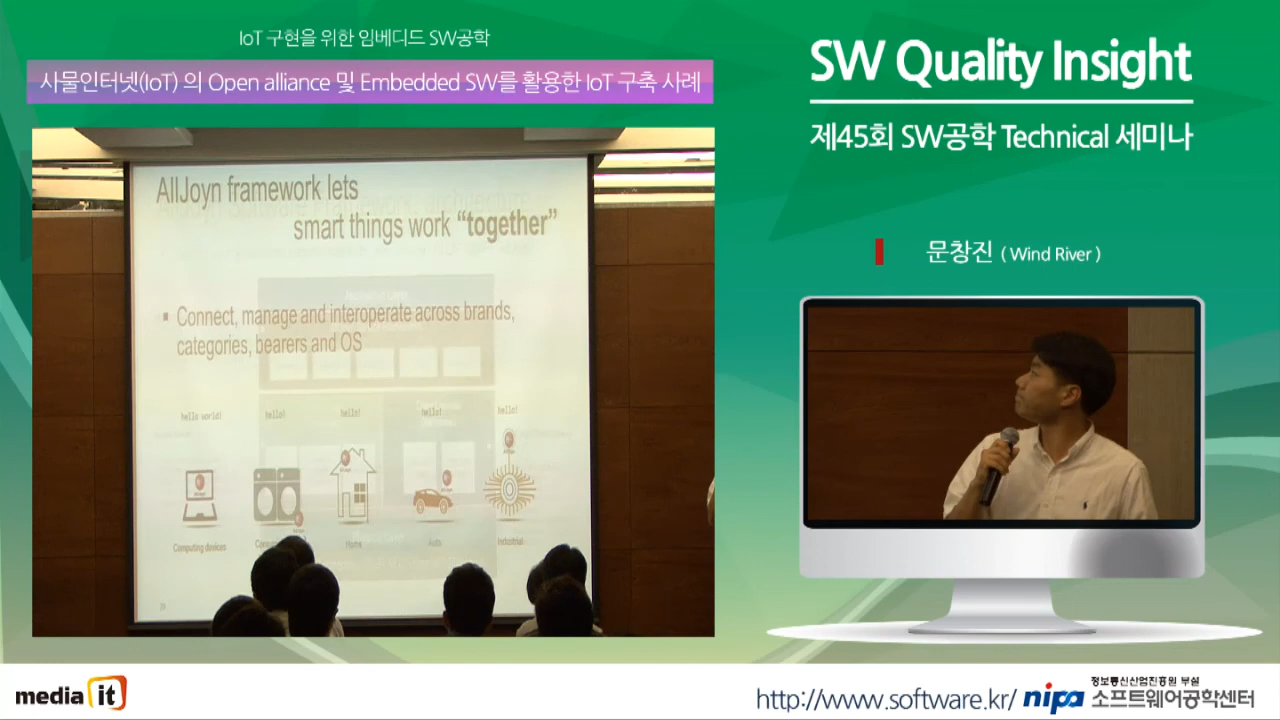 IoT 구현을 위한 임베디드 SW공학
사물인터넷(IoT) 의 Open alliance 및 Embedded SW를 활용한 IoT 구축 사례
SW Quality Insight
제45회 SW공학 Technical 세미나
문창진 ( Wind River )
AllJoyn framework lets
smart things work “together”
▪ Connect, manage and interoperate across brands,
categories, bearers and OS
hello world! hello! hello! hello! hello!
Computing devices Home Auto Industrial
media it
http://www.software.kr/
nipa
정보통신산업진흥원 부설
소프트웨어공학센터